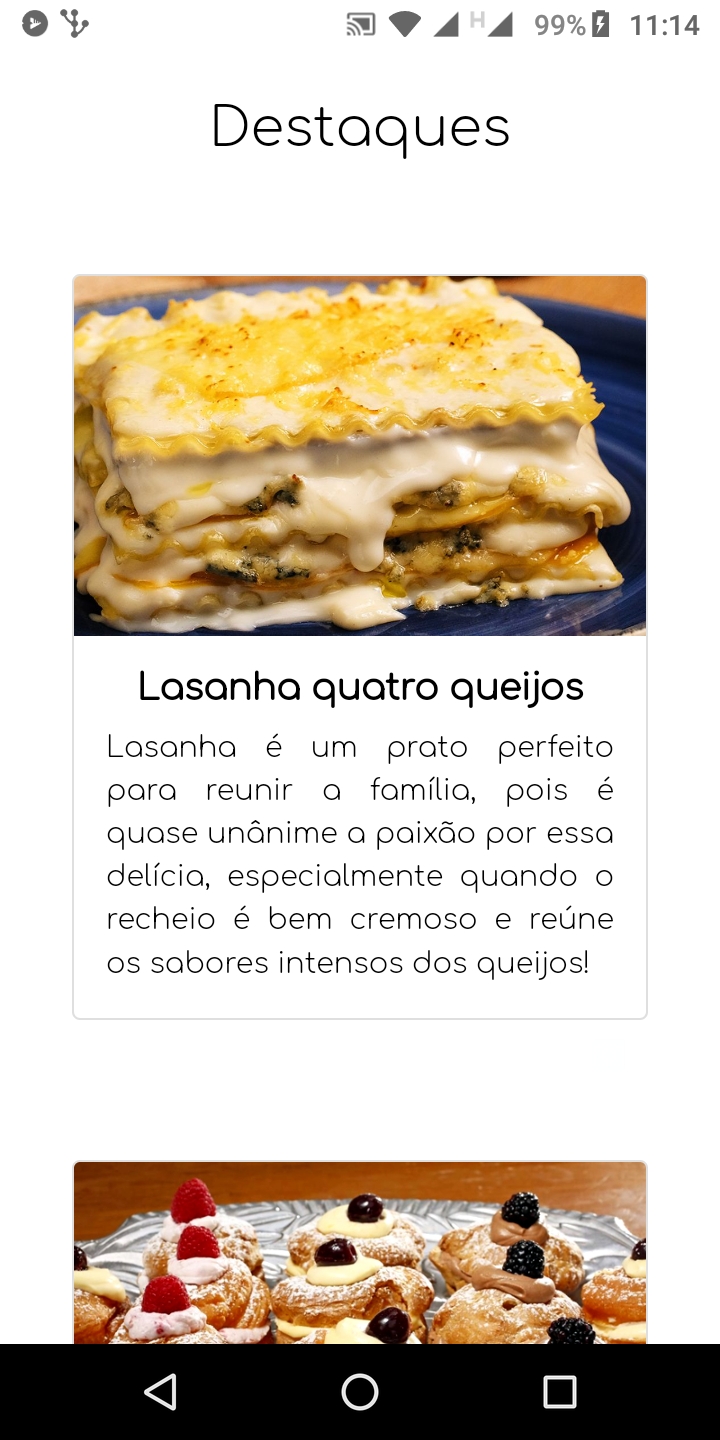 H 99% 11:14
Destaques
Lasanha quatro queijos
Lasanha é um prato perfeito
para reunir a família, pois é
quase unânime a paixão por essa
delícia, especialmente quando o
recheio é bem cremoso e reúne
os sabores intensos dos queijos!